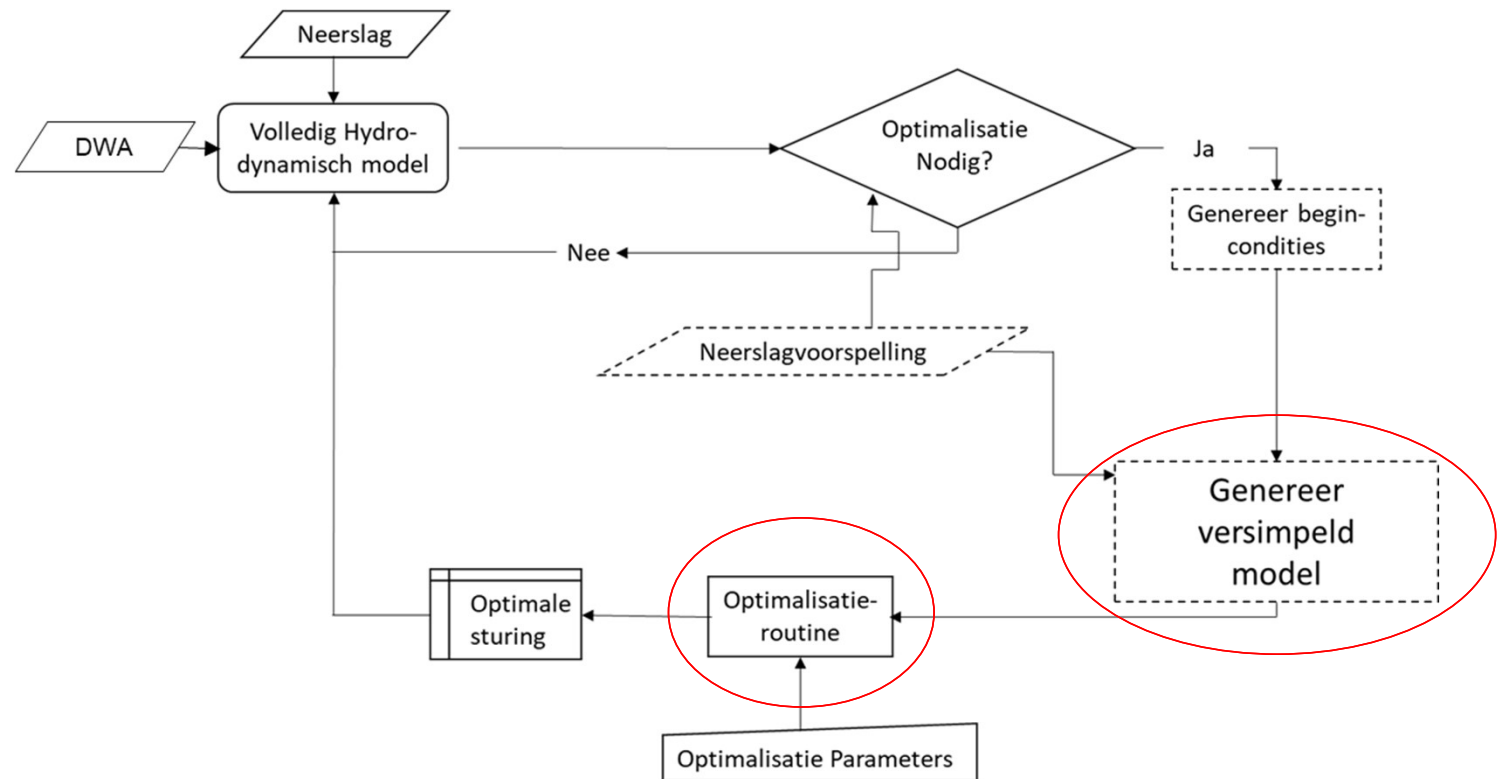 Neerslag
DWA
Volledig Hydro-
dynamisch model
Optimalisatie
Nodig?
Ja
Genereer begin-
condities
Nee
Neerslagvoorspelling
Genereer
versimpeld
model
Optimale
sturing
Optimalisatie-
routine
Optimalisatie Parameters